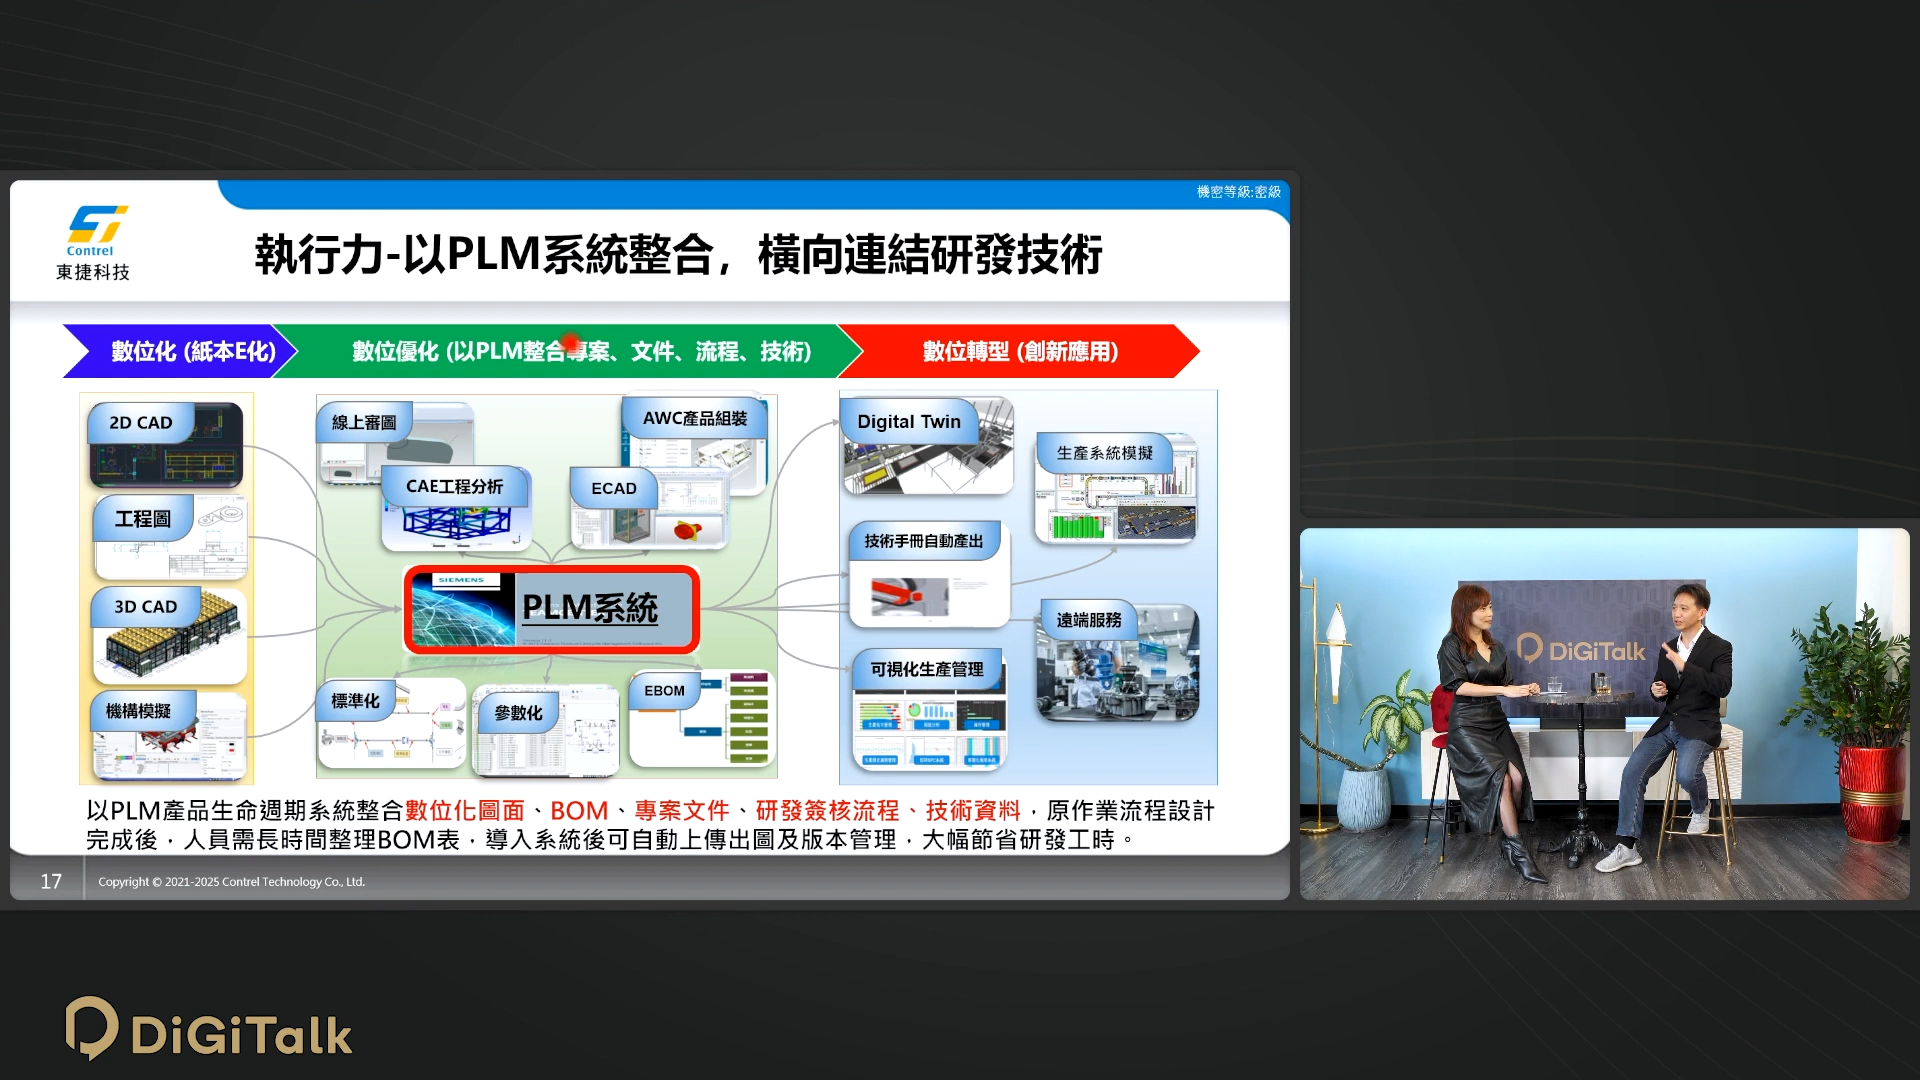 機密等級:密級
Contrel
東捷科技
執行力-以PLM系統整合，橫向連結研發技術
數位化 (紙本E化)
數位優化 (以PLM整合專案、文件、流程、技術)
數位轉型 (創新應用)
2D CAD
工程圖
3D CAD
機構模擬
線上審圖
AWC產品組裝
CAE工程分析
ECAD
SIEMENS
PLM系統
標準化
參數化
EBOM
Digital Twin
生產系統模擬
技術手冊自動產出
遠端服務
可視化生產管理
以PLM產品生命週期系統整合數位化圖面、BOM、專案文件、研發簽核流程、技術資料，原作業流程設計
完成後，人員需長時間整理BOM表，導入系統後可自動上傳出圖及版本管理，大幅節省研發工時。
17
Copyright © 2021-2025 Contrel Technology Co., Ltd.
DiGiTalk
DiGiTalk